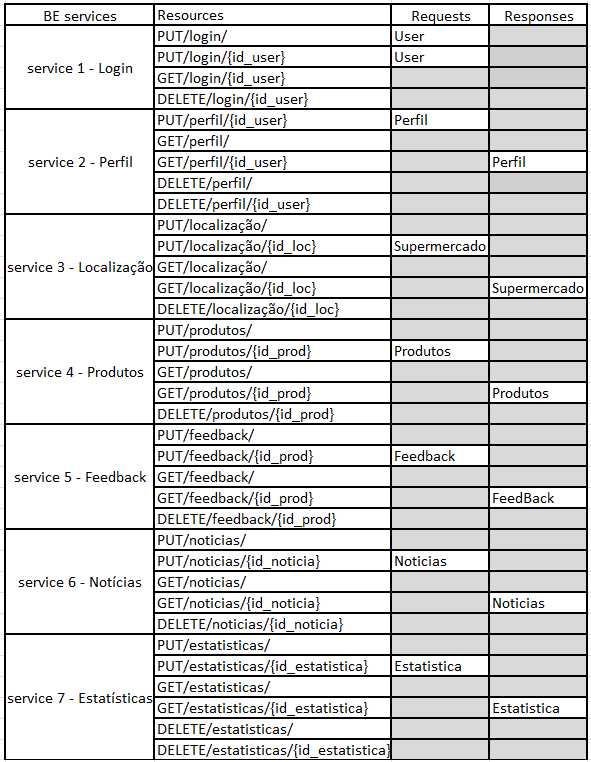 BE services Resources Requests Responses
service 1 - Login
PUT/login/ User
PUT/login/{id_user} User
GET/login/{id_user}
DELETE/login/{id_user}
service 2 - Perfil
PUT/perfil/{id_user} Perfil
GET/perfil/
GET/perfil/{id_user} Perfil
DELETE/perfil/
DELETE/perfil/{id_user}
service 3 - Localização
PUT/localização/
PUT/localização/{id_loc} Supermercado
GET/localização/
GET/localização/{id_loc} Supermercado
DELETE/localização/{id_loc}
service 4 - Produtos
PUT/produtos/
PUT/produtos/{id_prod} Produtos
GET/produtos/
GET/produtos/{id_prod} Produtos
DELETE/produtos/{id_prod}
service 5 - Feedback
PUT/feedback/
PUT/feedback/{id_prod} Feedback
GET/feedback/
GET/feedback/{id_prod} FeedBack
DELETE/feedback/{id_prod}
service 6 - Notícias
PUT/noticias/
PUT/noticias/{id_noticia} Noticias
GET/noticias/
GET/noticias/{id_noticia} Noticias
DELETE/noticias/{id_noticia}
service 7 - Estatísticas
PUT/estatisticas/
PUT/estatisticas/{id_estatistica} Estatistica
GET/estatisticas/
GET/estatisticas/{id_estatistica} Estatistica
DELETE/estatisticas/
DELETE/estatisticas/{id_estatistica}